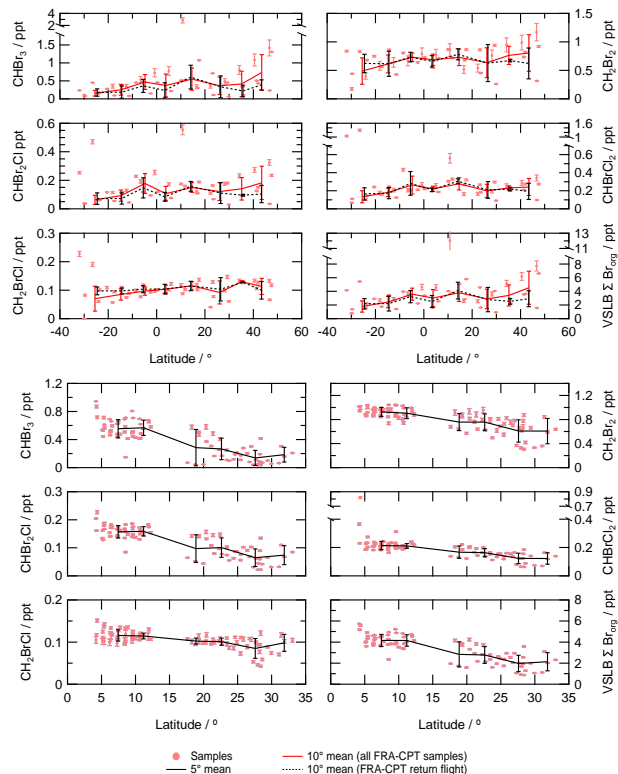 CHBr₃ / ppt
4
2
1.0
0.5
0
CH₂Br₂ / ppt
1.5
1.0
0.5
0
CHBr₂Cl ppt
0.6
0.4
0.2
0
CHBrCl₂ / ppt
1.6
1.0
0.6
0.4
0.2
0
CH₂BrCl / ppt
0.3
0.2
0.1
0
VSLB Σ Br_org / ppt
13
11
8
6
4
2
0
-40 -20 0 20 40 60
-40 -20 0 20 40 60
Latitude / °
Latitude / °
CHBr₃ / ppt
1.2
0.8
0.4
0
CH₂Br₂ / ppt
1.2
0.8
0.4
0
CHBr₂Cl / ppt
0.3
0.2
0.1
0
CHBrCl₂ / ppt
0.9
0.7
0.4
0.2
0
CH₂BrCl / ppt
0.2
0.1
0
VSLB Σ Br_org / ppt
8
6
4
2
0
0 5 10 15 20 25 30 35
0 5 10 15 20 25 30 35
Latitude / º
Latitude / º
Samples
10° mean (all FRA-CPT samples)
5° mean
10° mean (FRA-CPT return flight)